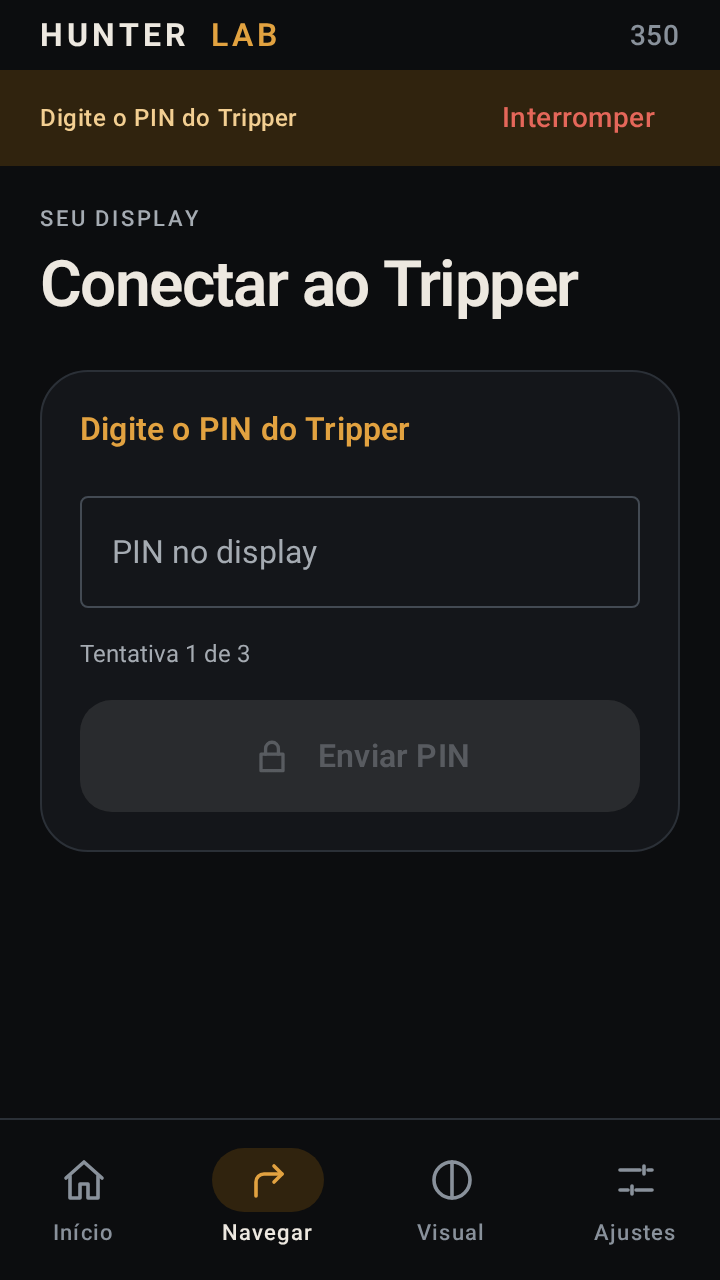 HUNTER LAB
350
Digite o PIN do Tripper
Interromper
SEU DISPLAY
Conectar ao Tripper
Digite o PIN do Tripper
PIN no display
Tentativa 1 de 3
Enviar PIN
Início
Navegar
Visual
Ajustes